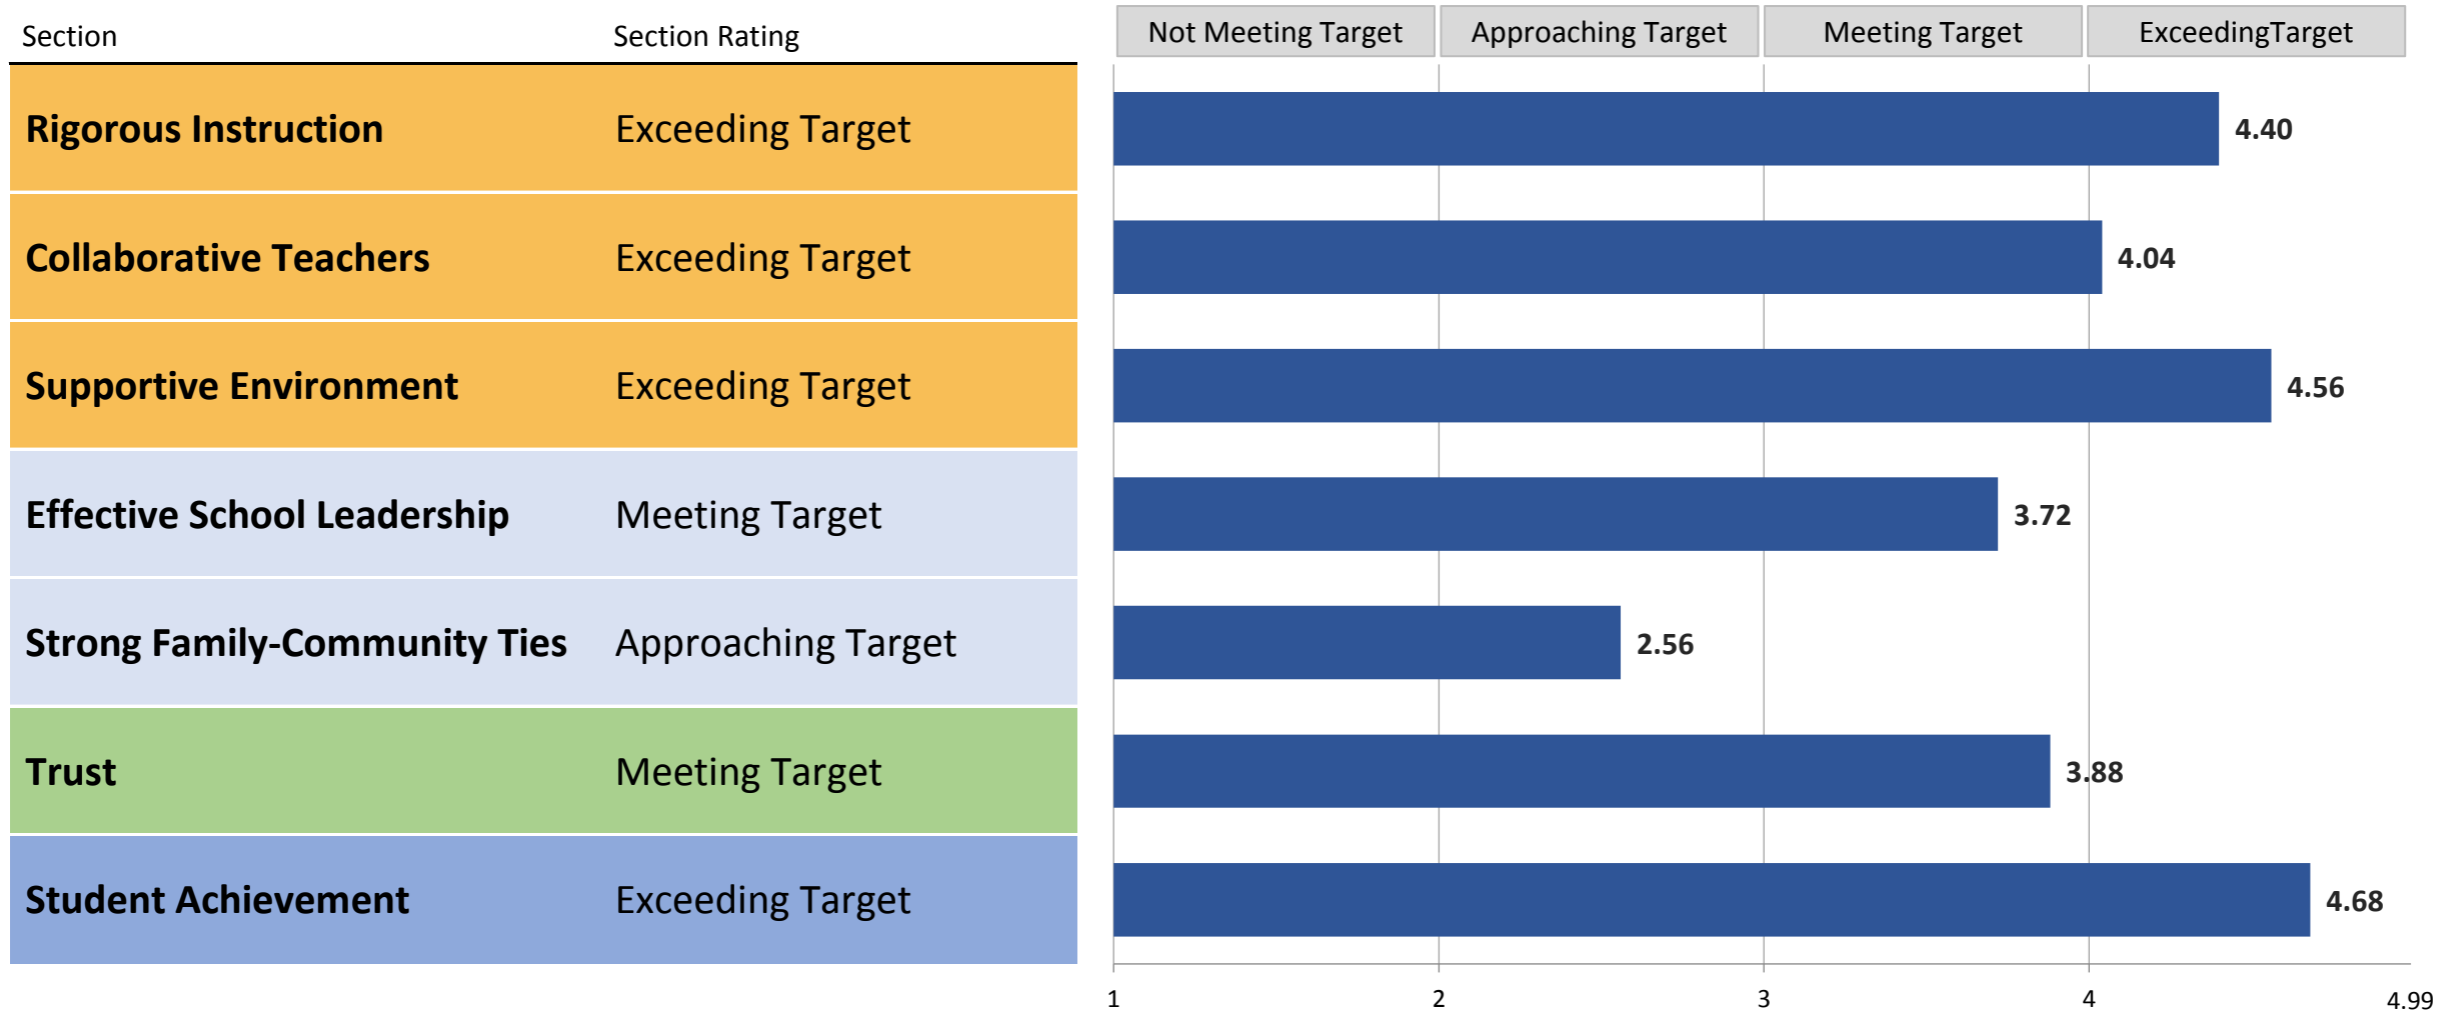 Section Section Rating Not Meeting Target Approaching Target Meeting Target ExceedingTarget
Rigorous Instruction Exceeding Target 4.40
Collaborative Teachers Exceeding Target 4.04
Supportive Environment Exceeding Target 4.56
Effective School Leadership Meeting Target 3.72
Strong Family-Community Ties Approaching Target 2.56
Trust Meeting Target 3.88
Student Achievement Exceeding Target 4.68
1 2 3 4 4.99